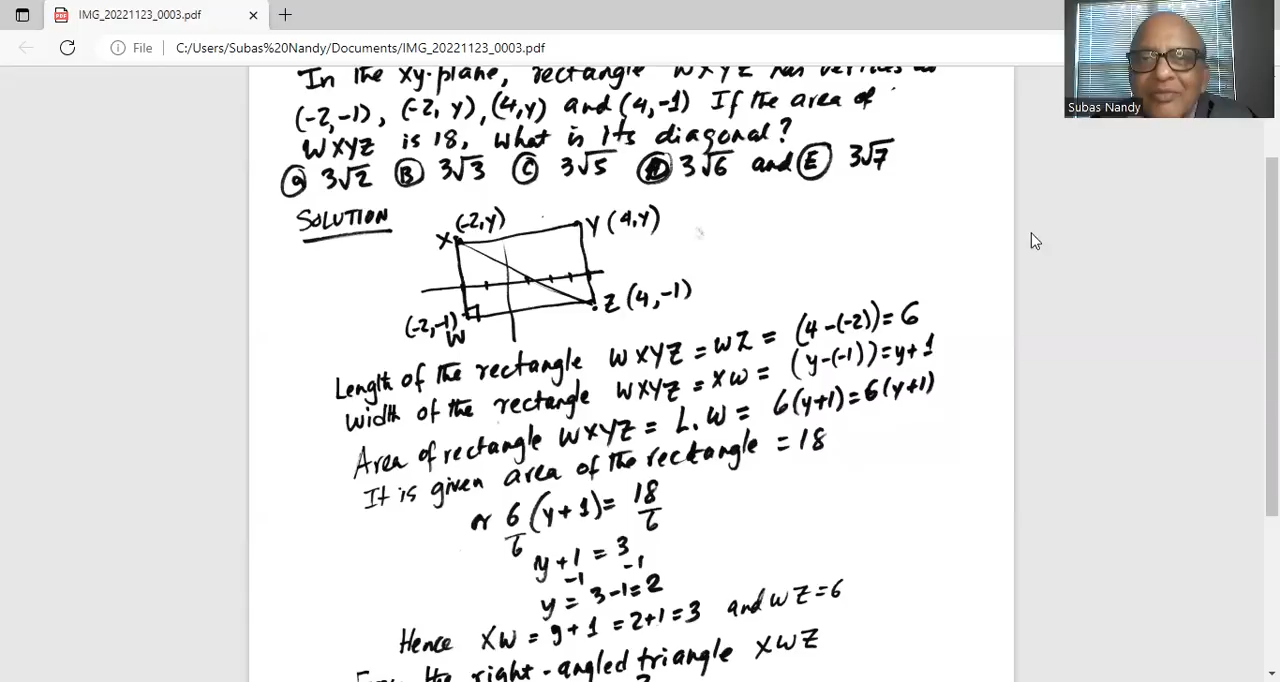 IMG_20221123_0003.pdf
File C:/Users/Subas%20Nandy/Documents/IMG_20221123_0003.pdf
Subas Nandy
In the xy-plane, rectangle WXYZ has vertices at
(-2,-1), (-2, y), (4,y) and (4,-1) If the area of
WXYZ is 18, what is its diagonal?
a 3√2 B 3√3 C 3√5 D 3√6 and E 3√7
SOLUTION
(-2,y)
X
Y (4,y)
Z (4,-1)
(-2,-1)
W
Length of the rectangle WXYZ = WZ = (4-(-2))= 6
Width of the rectangle WXYZ = XW = (y-(-1))=y+1
Area of rectangle WXYZ = L.W = 6(y+1)=6(y+1)
It is given area of the rectangle = 18
or 6/6 (y+1)= 18/6
y+1 = 3
-1 -1
y = 3-1=2
Hence XW = y+1 = 2+1=3 and WZ=6
the right-angled triangle XWZ